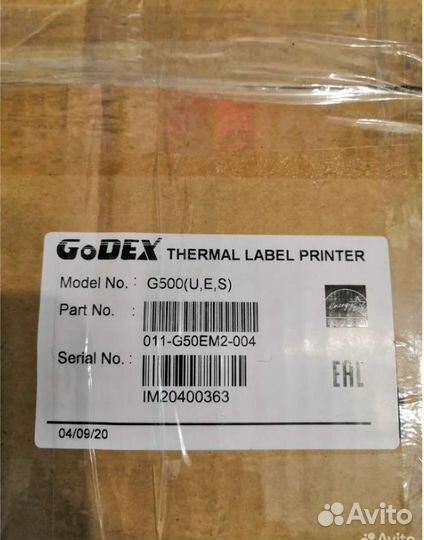 GoDEX THERMAL LABEL PRINTER
Model No. : G500(U,E,S)
Part No. :
011-G50EM2-004
Serial No. :
IM20400363
EAC
04/09/20
Avito
Avito